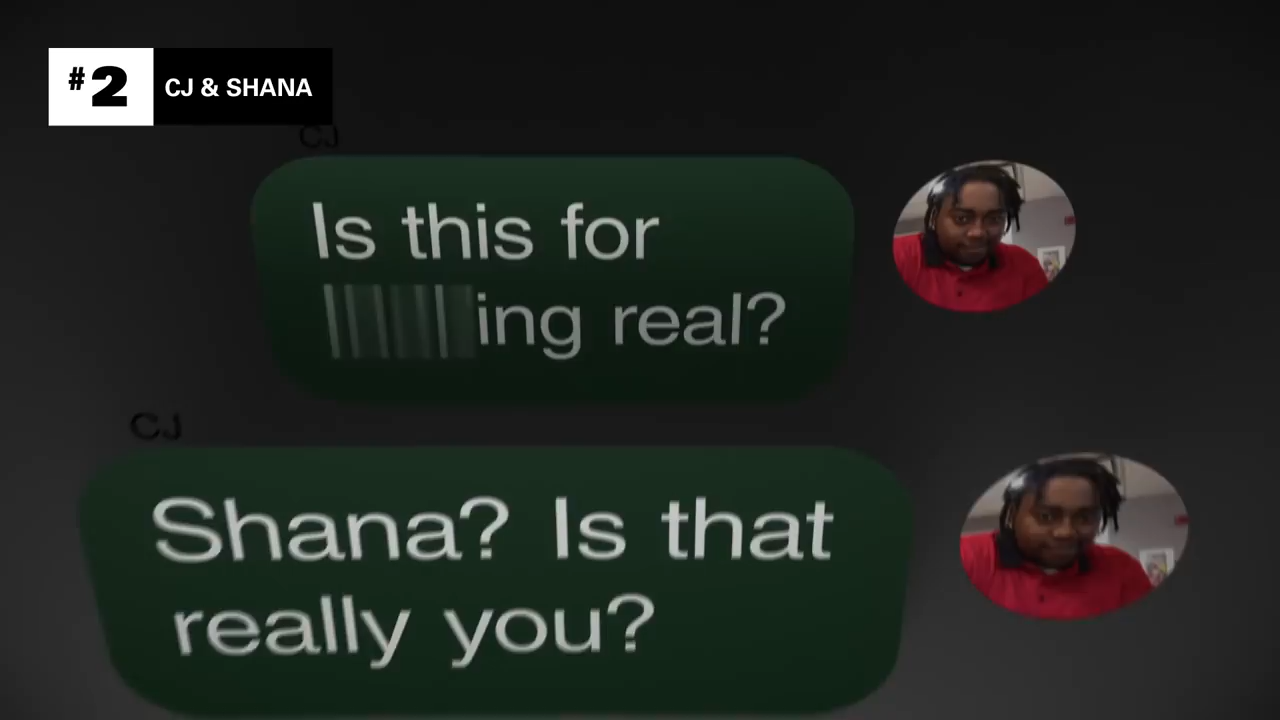 #2 CJ & SHANA
CJ
Is this for
ing real?
CJ
Shana? Is that
really you?